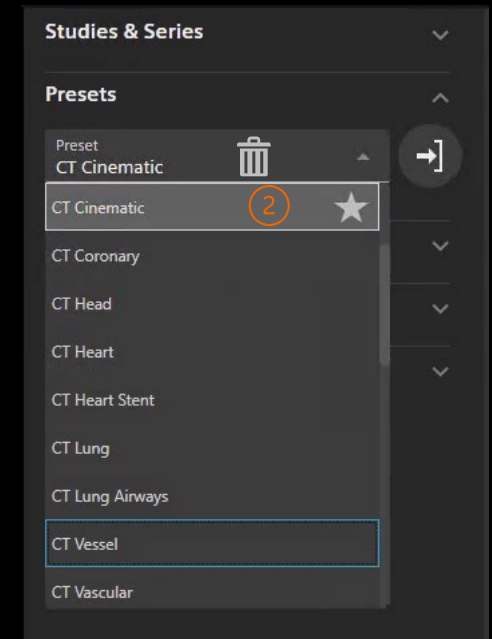 Studies & Series
Presets
Preset
CT Cinematic
CT Cinematic
2
CT Coronary
CT Head
CT Heart
CT Heart Stent
CT Lung
CT Lung Airways
CT Vessel
CT Vascular